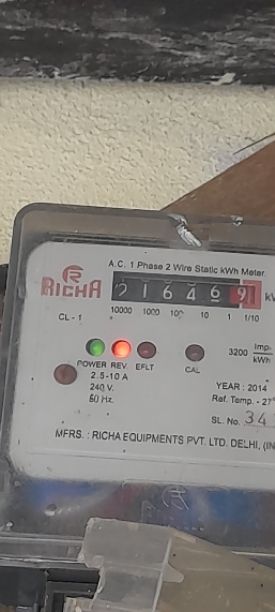 A.C. 1 Phase 2 Wire Static kWh Meter
RICHA
2 1 6 4 6 9
CL - 1
10000 1000 100 10 1 1/10
3200 Imp. kWh
POWER REV. EFLT CAL
2.5-10 A
240 V.
50 Hz.
YEAR : 2014
Ref. Temp. - 27°
SL. No. 34
MFRS. : RICHA EQUIPMENTS PVT. LTD. DELHI, (IN